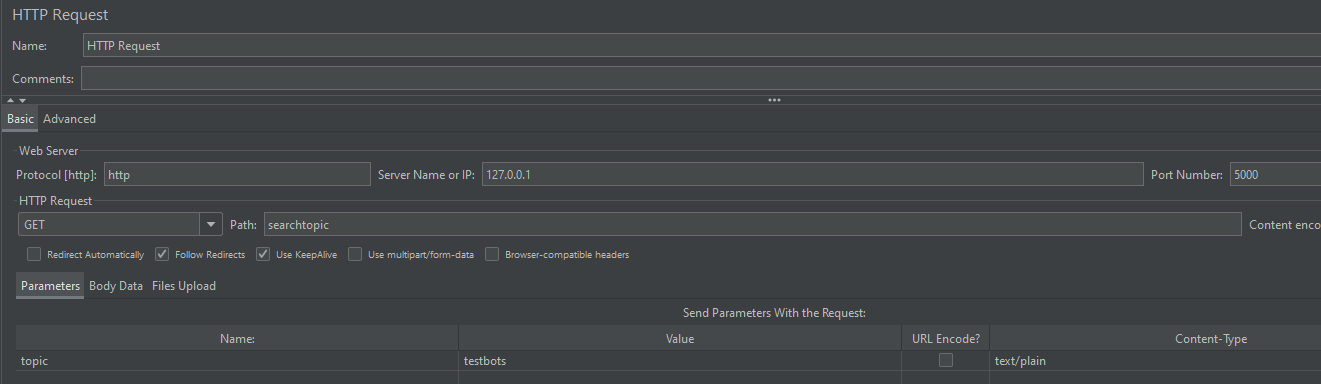 HTTP Request
Name: HTTP Request
Comments:
Basic Advanced
Web Server
Protocol [http]: http Server Name or IP: 127.0.0.1 Port Number: 5000
HTTP Request
GET Path: searchtopic Content enco
Redirect Automatically Follow Redirects Use KeepAlive Use multipart/form-data Browser-compatible headers
Parameters Body Data Files Upload
Send Parameters With the Request:
Name: Value URL Encode? Content-Type
topic testbots text/plain